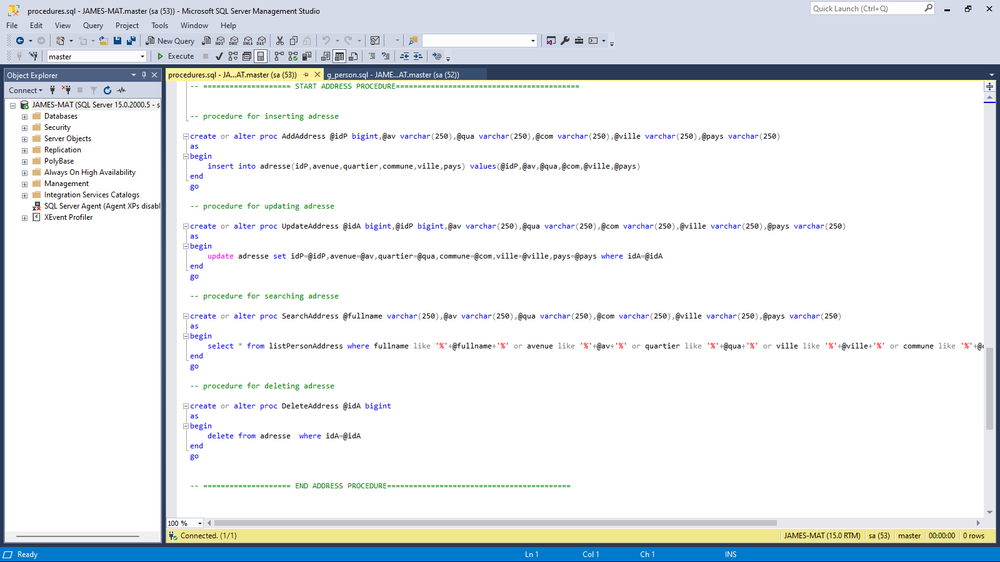 procedures.sql - JAMES-MAT.master (sa (53)) - Microsoft SQL Server Management Studio
Quick Launch (Ctrl+Q)
File Edit View Query Project Tools Window Help
New Query MDX DMX XMLA DAX
master Execute
Object Explorer
procedures.sql - JA...AT.master (sa (53)) g_person.sql - JAME...AT.master (sa (52))
Connect
JAMES-MAT (SQL Server 15.0.2000.5 - s
Databases
Security
Server Objects
Replication
PolyBase
Always On High Availability
Management
Integration Services Catalogs
SQL Server Agent (Agent XPs disabl
XEvent Profiler
-- ==================== START ADDRESS PROCEDURE==========================================
-- procedure for inserting adresse
create or alter proc AddAddress @idP bigint,@av varchar(250),@qua varchar(250),@com varchar(250),@ville varchar(250),@pays varchar(250)
as
begin
insert into adresse(idP,avenue,quartier,commune,ville,pays) values(@idP,@av,@qua,@com,@ville,@pays)
end
go
-- procedure for updating adresse
create or alter proc UpdateAddress @idA bigint,@idP bigint,@av varchar(250),@qua varchar(250),@com varchar(250),@ville varchar(250),@pays varchar(250)
as
begin
update adresse set idP=@idP,avenue=@av,quartier=@qua,commune=@com,ville=@ville,pays=@pays where idA=@idA
end
go
-- procedure for searching adresse
create or alter proc SearchAddress @fullname varchar(250),@av varchar(250),@qua varchar(250),@com varchar(250),@ville varchar(250),@pays varchar(250)
as
begin
select * from listPersonAddress where fullname like '%'+@fullname+'%' or avenue like '%'+@av+'%' or quartier like '%'+@qua+'%' or ville like '%'+@ville+'%' or commune like '%'+@c
end
go
-- procedure for deleting adresse
create or alter proc DeleteAddress @idA bigint
as
begin
delete from adresse  where idA=@idA
end
go
-- ==================== END ADDRESS PROCEDURE==========================================
100 %
Connected. (1/1) JAMES-MAT (15.0 RTM) sa (53) master 00:00:00 0 rows
Ready Ln 1 Col 1 Ch 1 INS